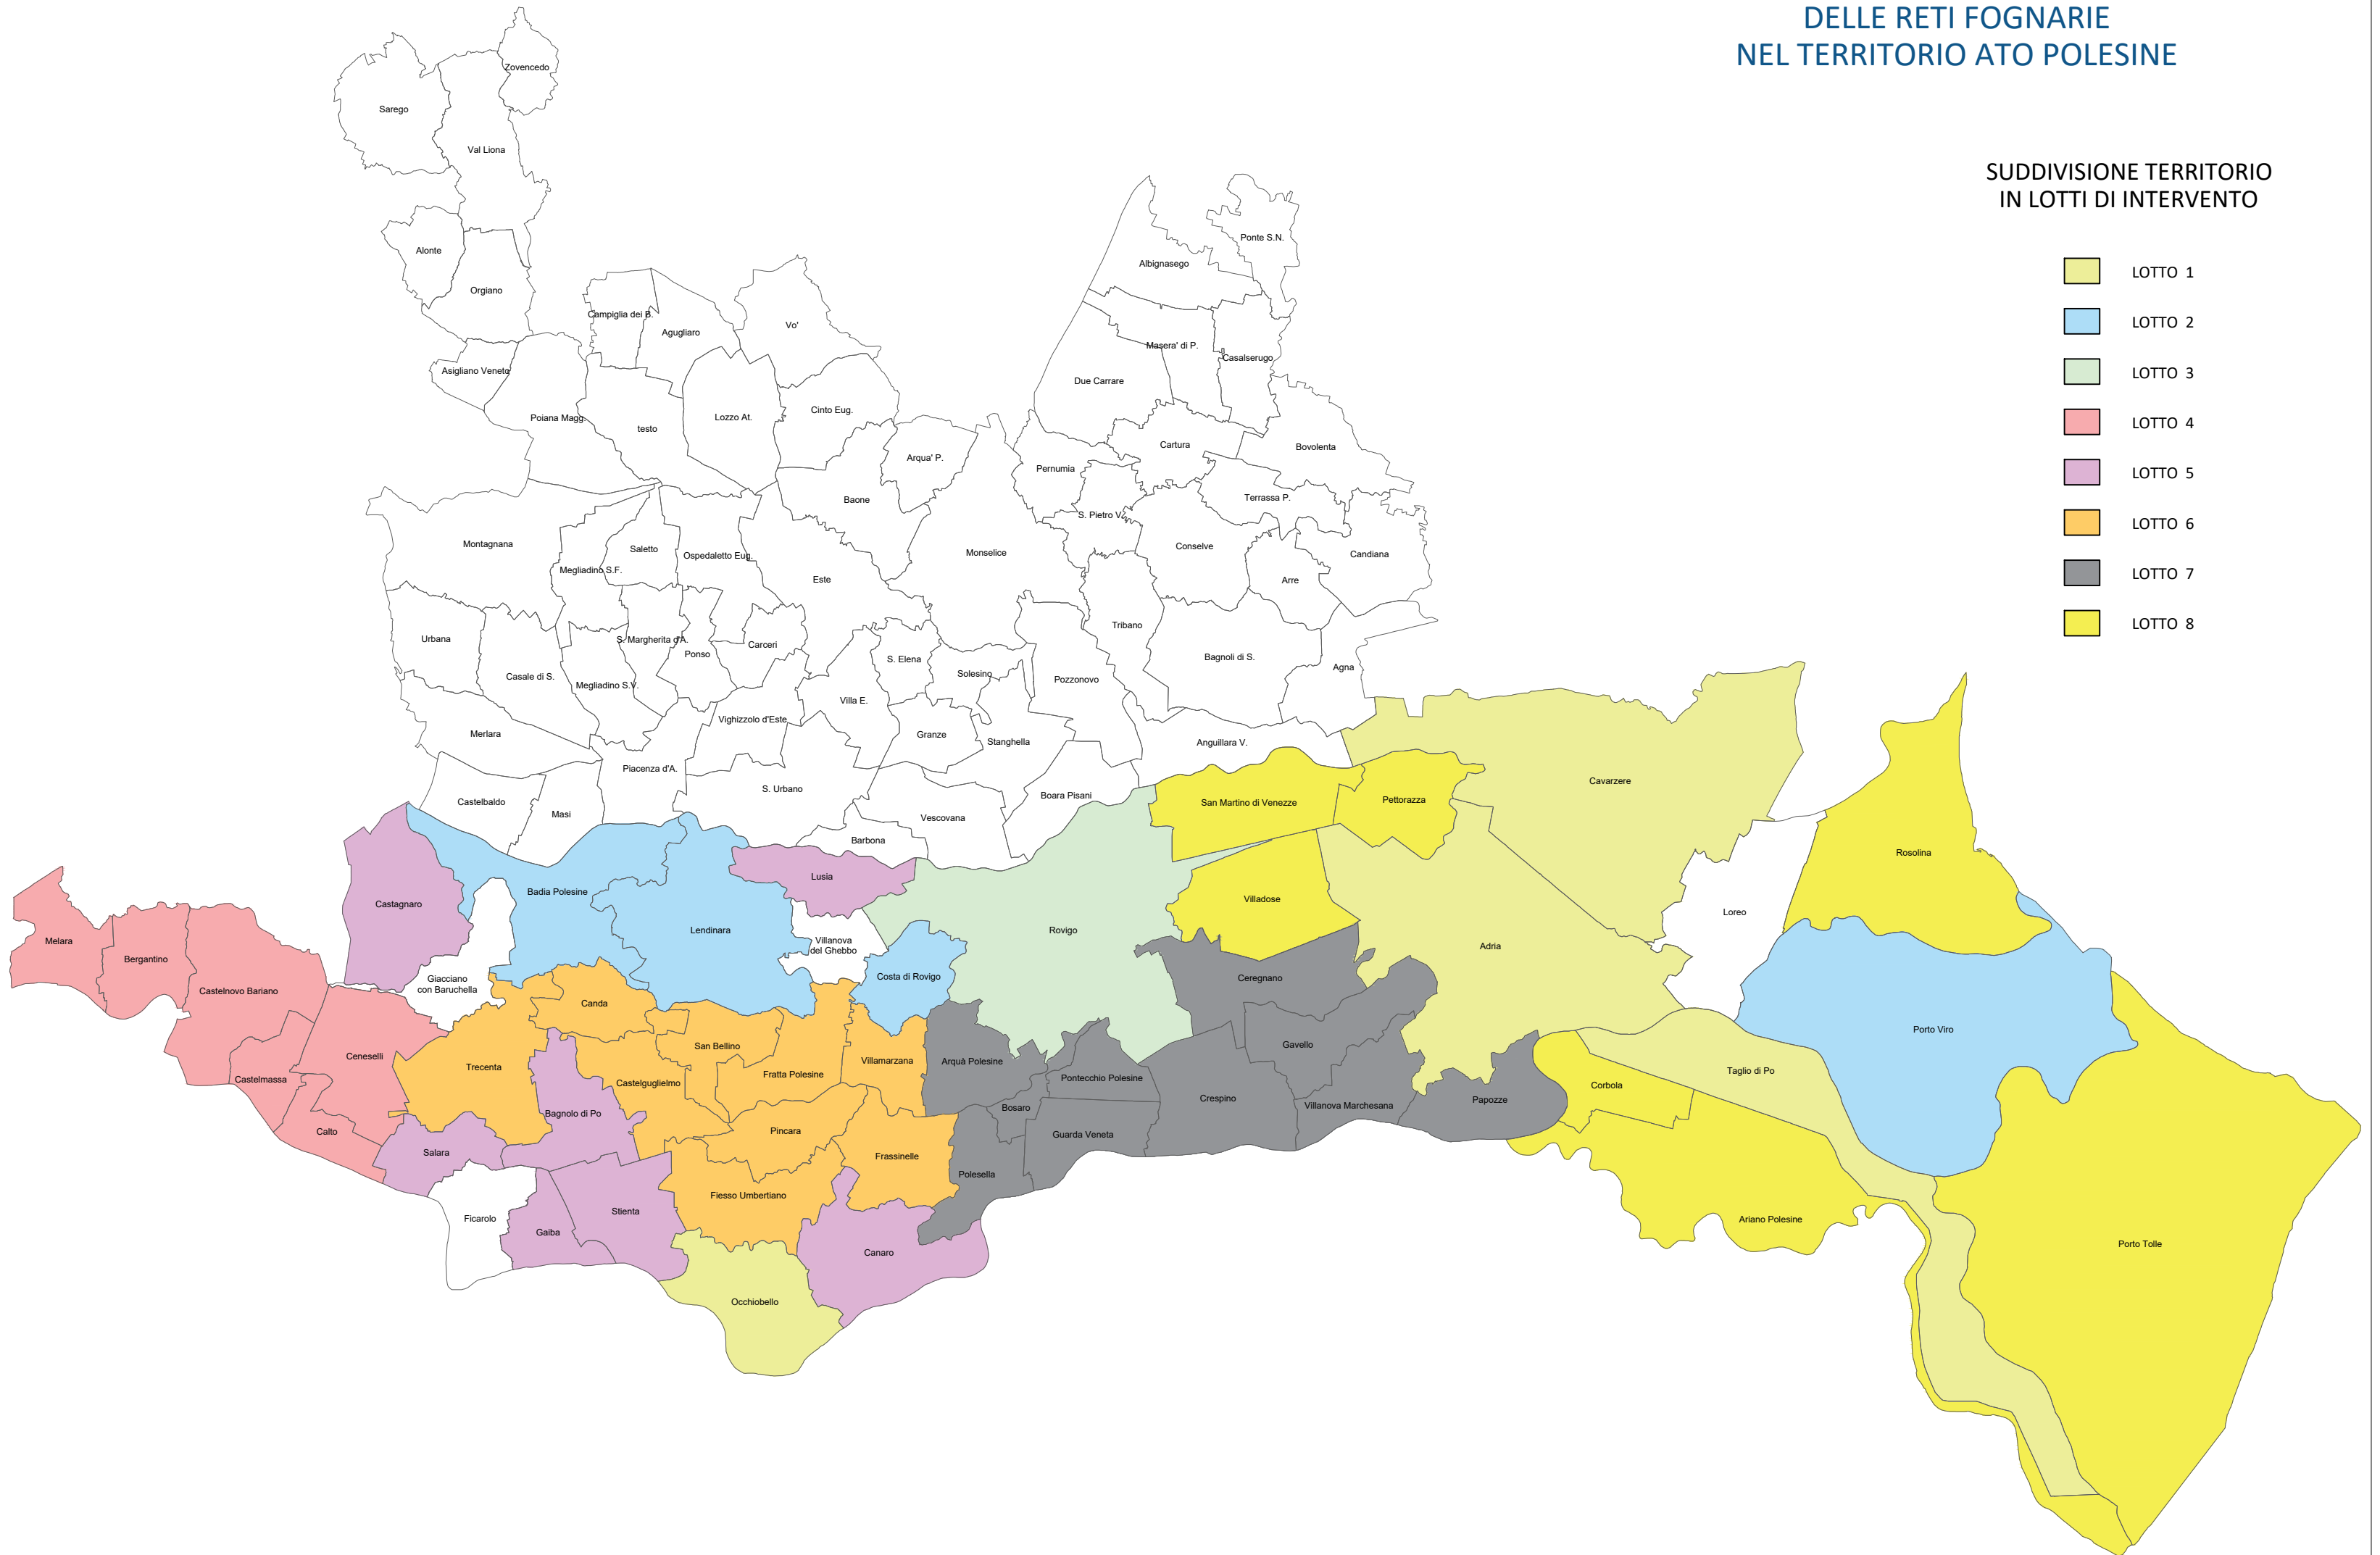 DELLE RETI FOGNARIE
NEL TERRITORIO ATO POLESINE
SUDDIVISIONE TERRITORIO
IN LOTTI DI INTERVENTO
LOTTO 1
LOTTO 2
LOTTO 3
LOTTO 4
LOTTO 5
LOTTO 6
LOTTO 7
LOTTO 8
Zovencedo
Sarego
Val Liona
Alonte
Orgiano
Ponte S.N.
Albignasego
Campiglia dei B.
Agugliaro
Vo'
Masera' di P.
Casalserugo
Asigliano Veneto
Due Carrare
Poiana Magg.
testo
Lozzo At.
Cinto Eug.
Cartura
Bovolenta
Arqua' P.
Pernumia
Baone
Terrassa P.
S. Pietro V.
Montagnana
Saletto
Ospedaletto Eug.
Monselice
Conselve
Candiana
Megliadino S.F.
Este
Arre
Urbana
S. Margherita d'A.
Ponso
Carceri
Tribano
S. Elena
Bagnoli di S.
Agna
Casale di S.
Megliadino S.V.
Solesino
Pozzonovo
Villa E.
Vighizzolo d'Este
Merlara
Granze
Stanghella
Anguillara V.
Piacenza d'A.
S. Urbano
Boara Pisani
Cavarzere
Castelbaldo
Masi
Vescovana
San Martino di Venezze
Pettorazza
Barbona
Rosolina
Lusia
Badia Polesine
Castagnaro
Villadose
Loreo
Lendinara
Rovigo
Melara
Villanova
del Ghebbo
Adria
Bergantino
Giacciano
con Baruchella
Costa di Rovigo
Ceregnano
Castelnovo Bariano
Canda
Porto Viro
San Bellino
Gavello
Ceneselli
Trecenta
Villamarzana
Arquà Polesine
Taglio di Po
Castelmassa
Castelguglielmo
Fratta Polesine
Pontecchio Polesine
Corbola
Crespino
Papozze
Bagnolo di Po
Bosaro
Villanova Marchesana
Calto
Pincara
Guarda Veneta
Salara
Frassinelle
Polesella
Fiesso Umbertiano
Ficarolo
Stienta
Ariano Polesine
Gaiba
Canaro
Porto Tolle
Occhiobello